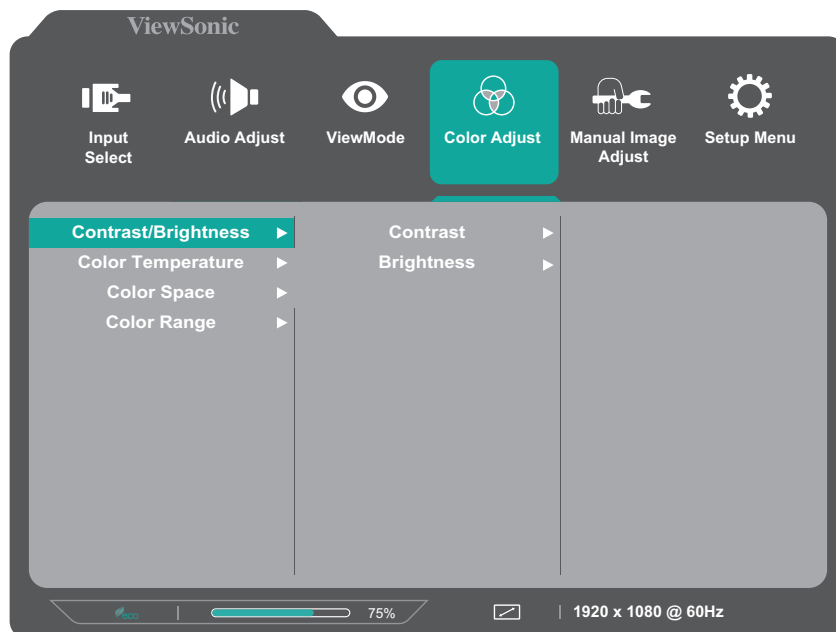 ViewSonic
Input
Select
Audio Adjust
ViewMode
Color Adjust
Manual Image
Adjust
Setup Menu
Contrast/Brightness
Color Temperature
Color Space
Color Range
Contrast
Brightness
eco
75%
1920 x 1080 @ 60Hz